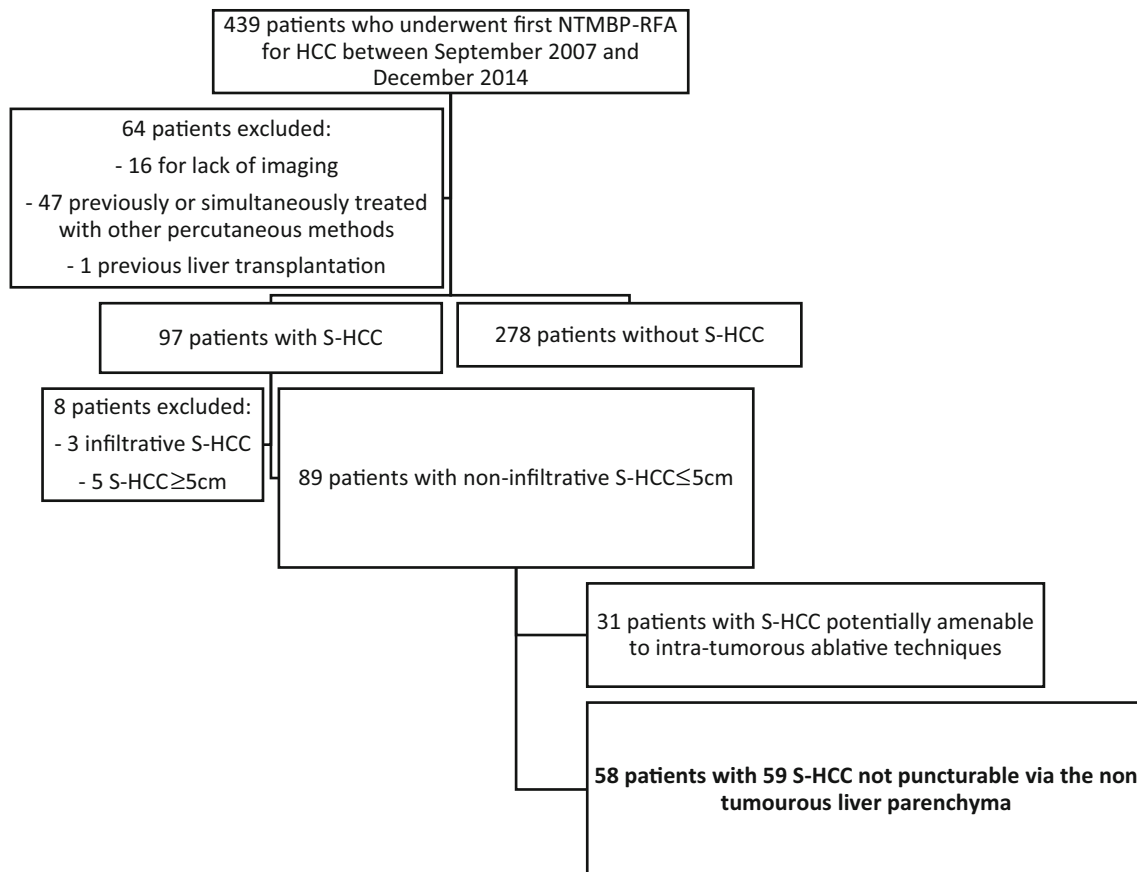 439 patients who underwent first NTMBP-RFA
for HCC between September 2007 and
December 2014
64 patients excluded:
- 16 for lack of imaging
- 47 previously or simultaneously treated
with other percutaneous methods
- 1 previous liver transplantation
97 patients with S-HCC
278 patients without S-HCC
8 patients excluded:
- 3 infiltrative S-HCC
- 5 S-HCC≥5cm
89 patients with non-infiltrative S-HCC≤5cm
31 patients with S-HCC potentially amenable
to intra-tumorous ablative techniques
58 patients with 59 S-HCC not puncturable via the non
tumourous liver parenchyma